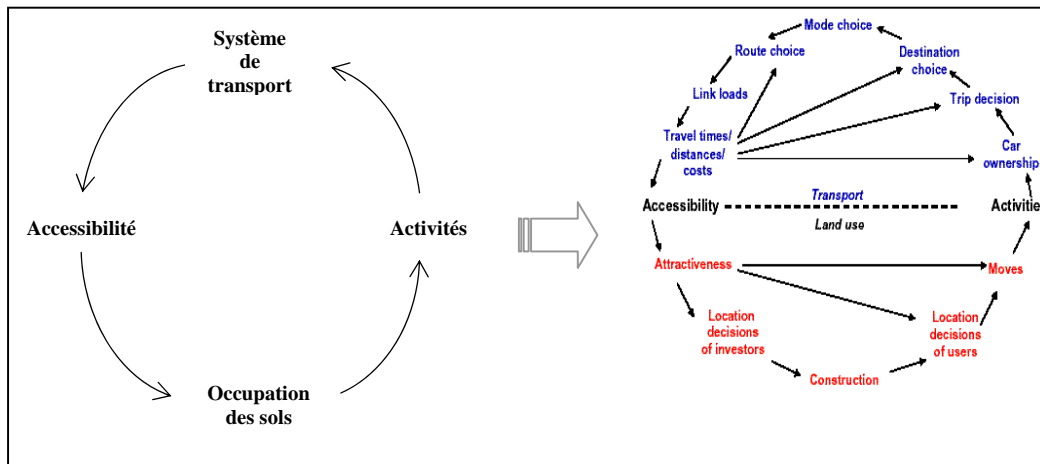 Système
de
transport
Accessibilité
Activités
Occupation
des sols
Mode choice
Route choice
Destination
choice
Link loads
Trip decision
Travel times/
distances/
costs
Car
ownership
Accessibility
Transport
Land use
Activitie
Attractiveness
Moves
Location
decisions
of investors
Location
decisions
of users
Construction